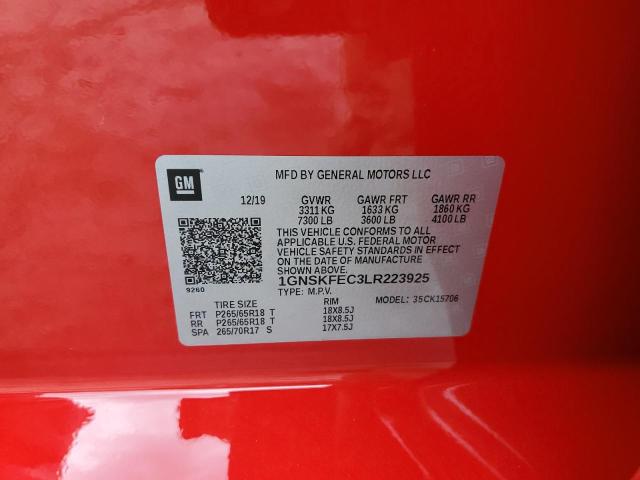 GM
MFD BY GENERAL MOTORS LLC
12/19 GVWR GAWR FRT GAWR RR
3311 KG 1633 KG 1860 KG
7300 LB 3600 LB 4100 LB
THIS VEHICLE CONFORMS TO ALL
APPLICABLE U.S. FEDERAL MOTOR
VEHICLE SAFETY STANDARDS IN EFFECT
ON THE DATE OF MANUFACTURE
SHOWN ABOVE.
9260 1GNSKFEC3LR223925
TYPE: M.P.V. MODEL: 35CK15706
TIRE SIZE RIM
FRT P265/65R18 T 18X8.5J
RR P265/65R18 T 18X8.5J
SPA 265/70R17 S 17X7.5J